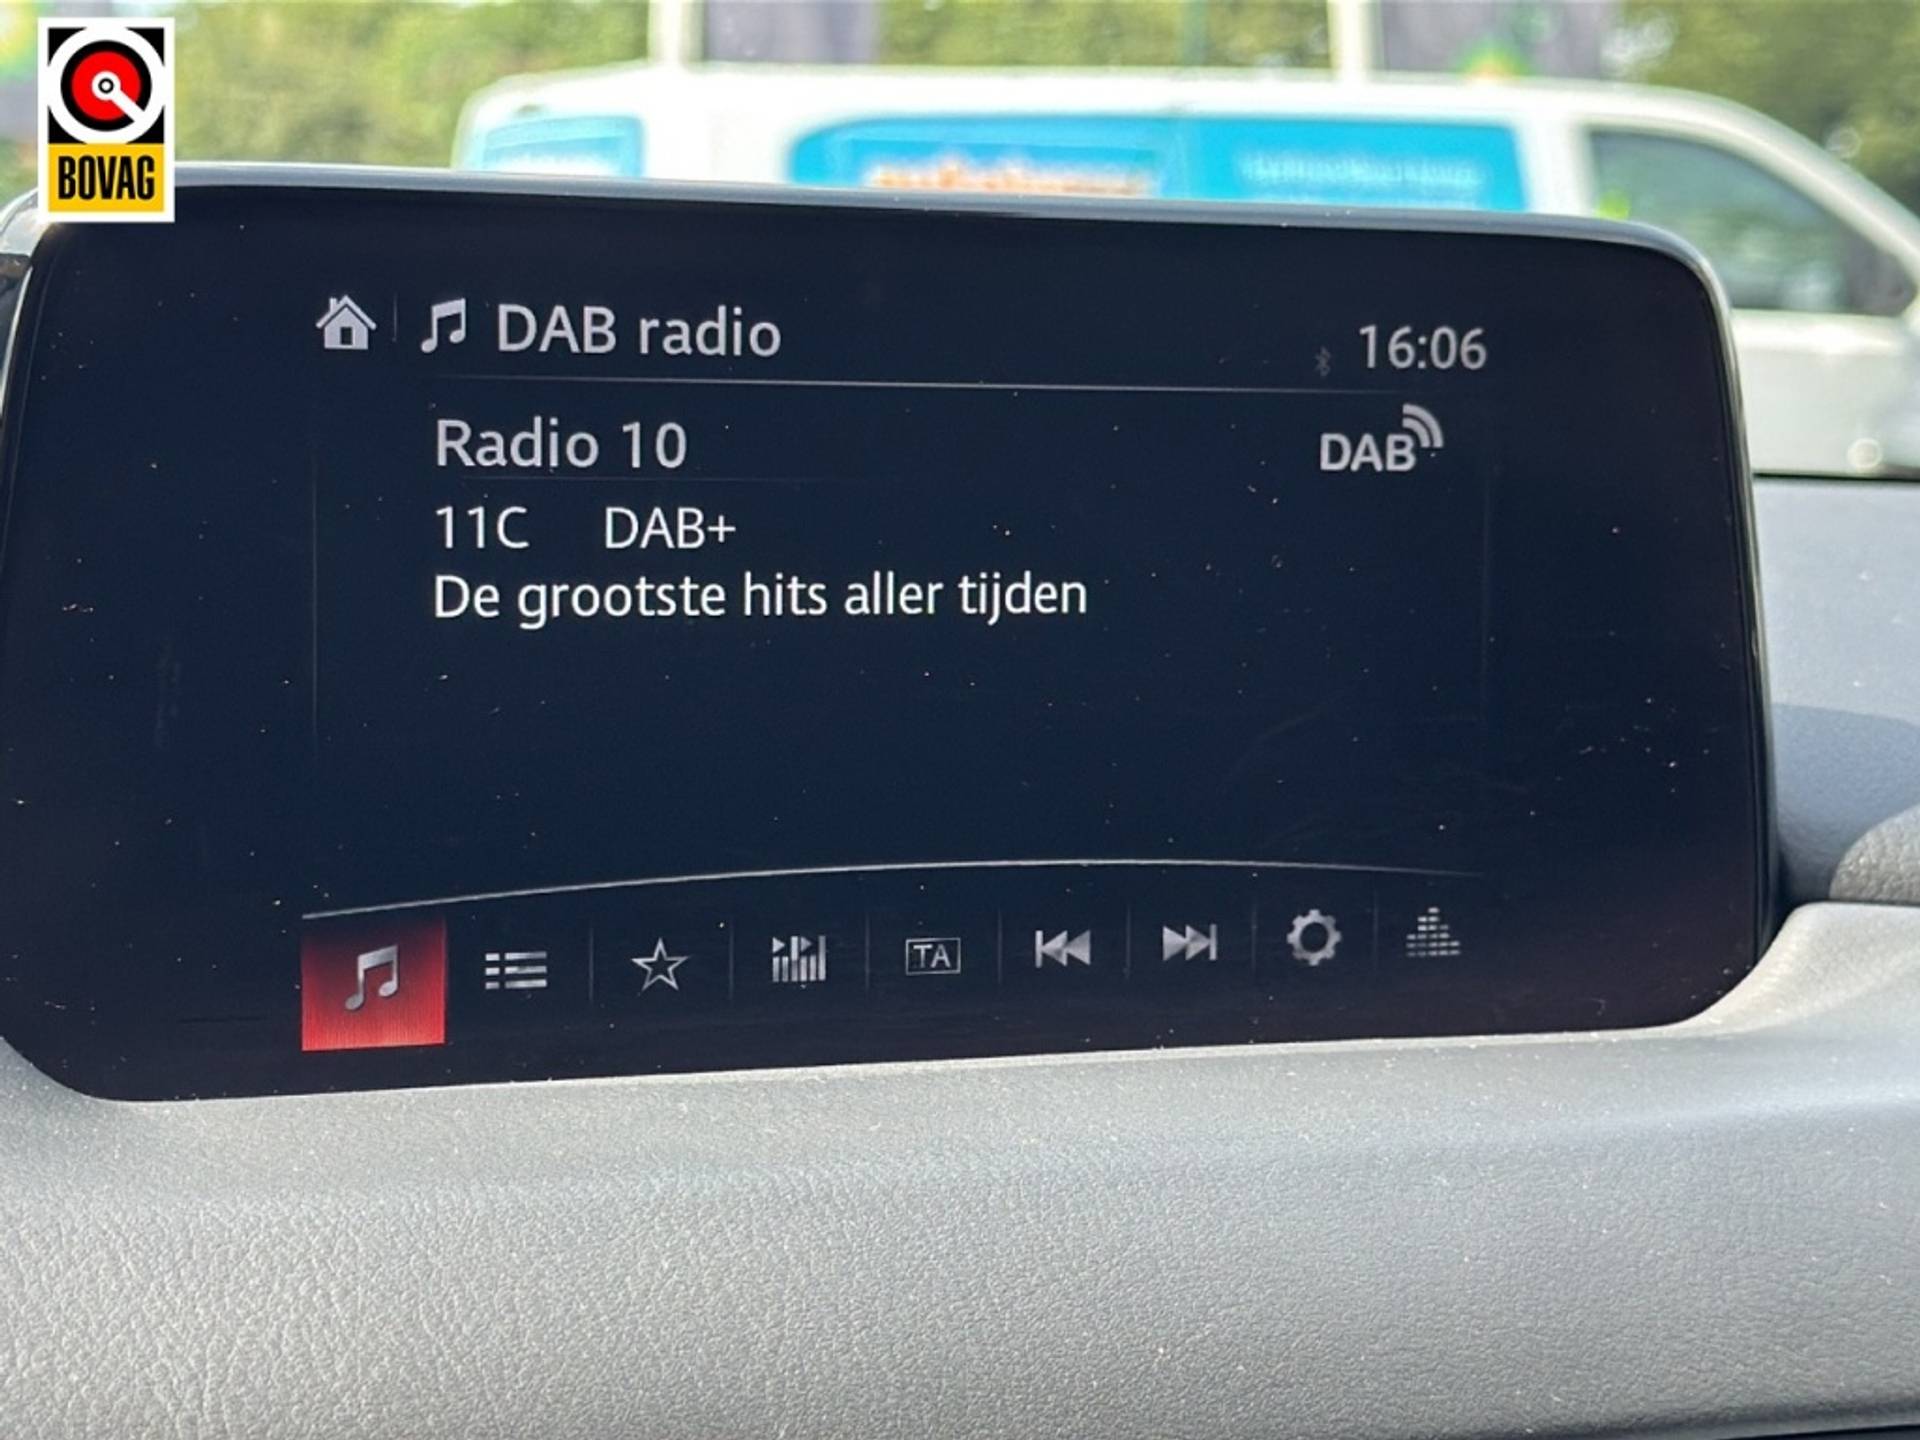 BOVAG
DAB radio
16:06
Radio 10
DAB
11C DAB+
De grootste hits aller tijden
TA